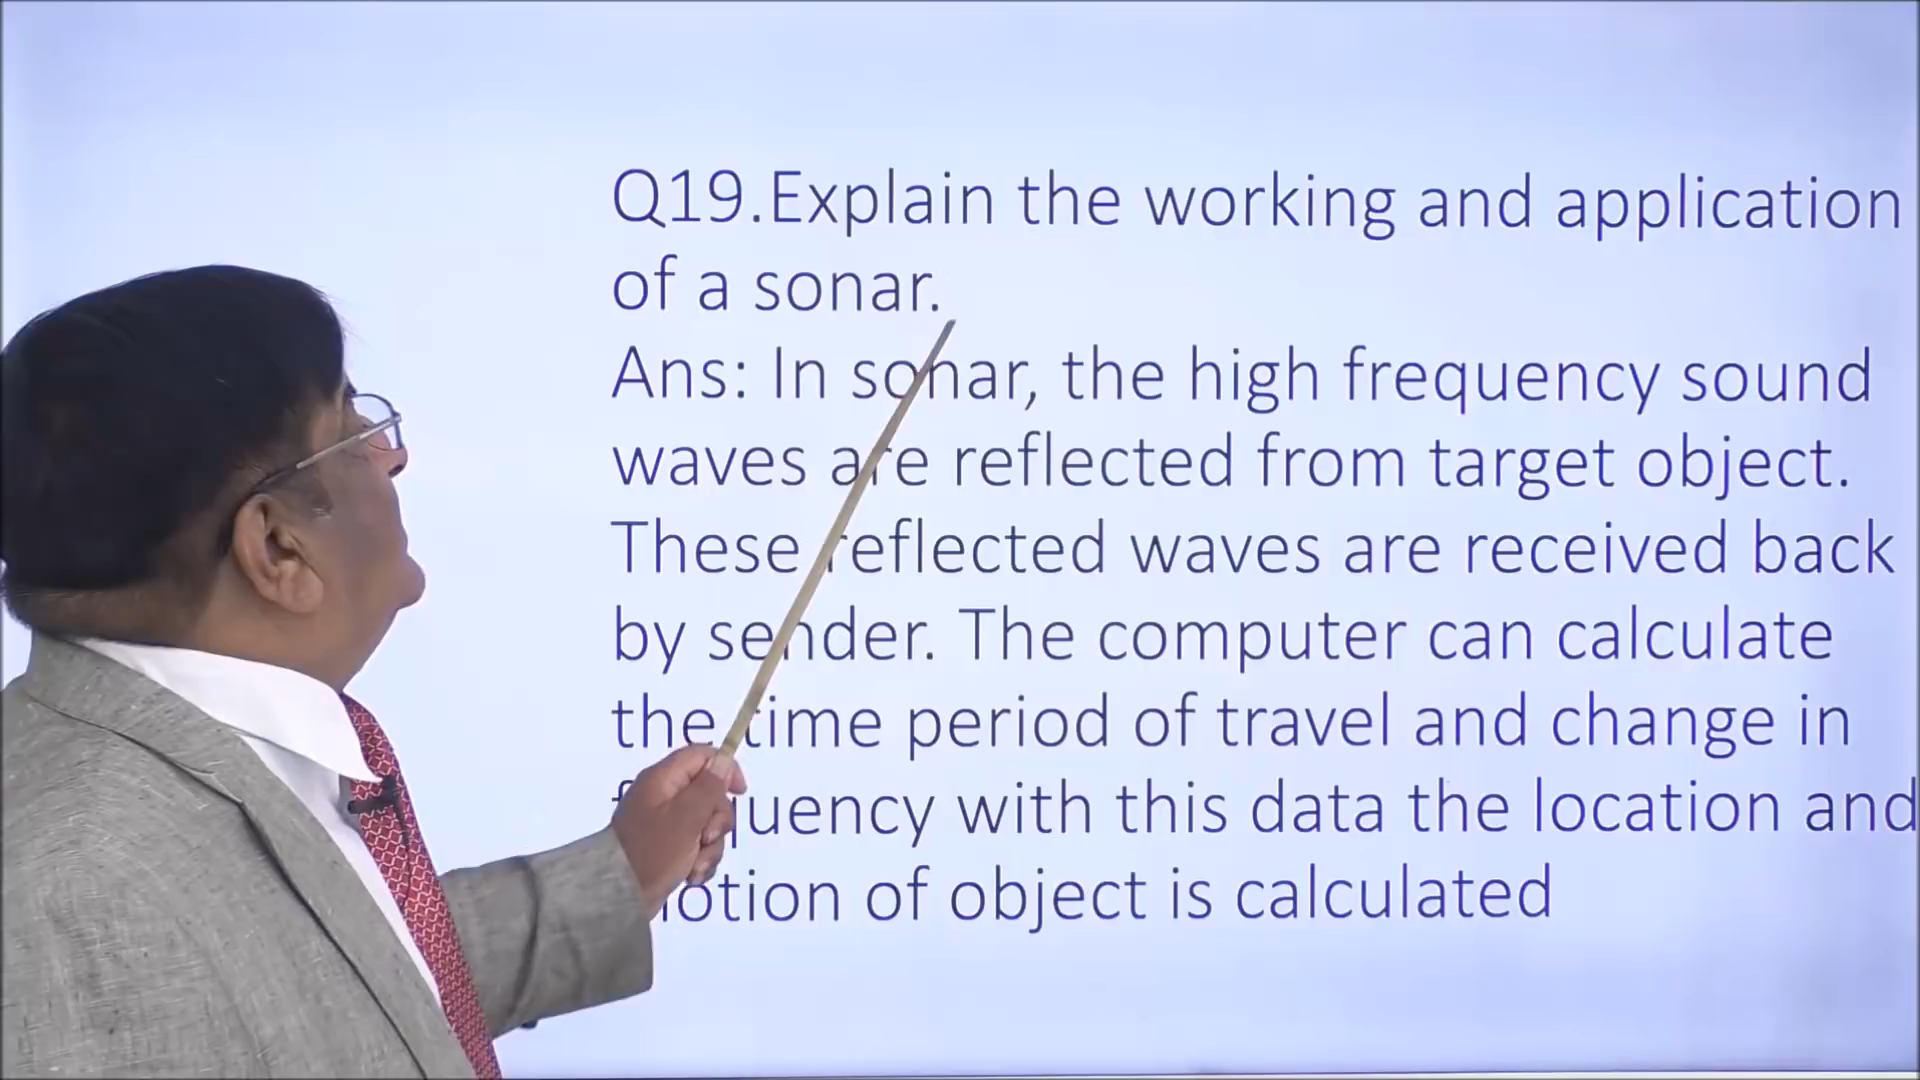 Q19.Explain the working and application
of a sonar.
Ans: In sonar, the high frequency sound
waves are reflected from target object.
These reflected waves are received back
by sender. The computer can calculate
the time period of travel and change in
frequency with this data the location and
motion of object is calculated